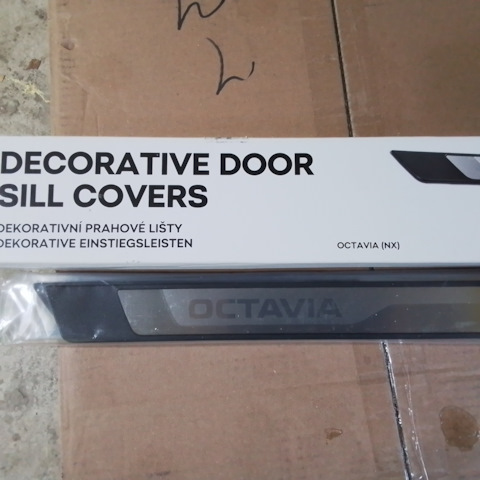 DECORATIVE DOOR
SILL COVERS
DEKORATIVNÍ PRAHOVÉ LIŠTY
DEKORATIVE EINSTIEGSLEISTEN
OCTAVIA (NX)
OCTAVIA